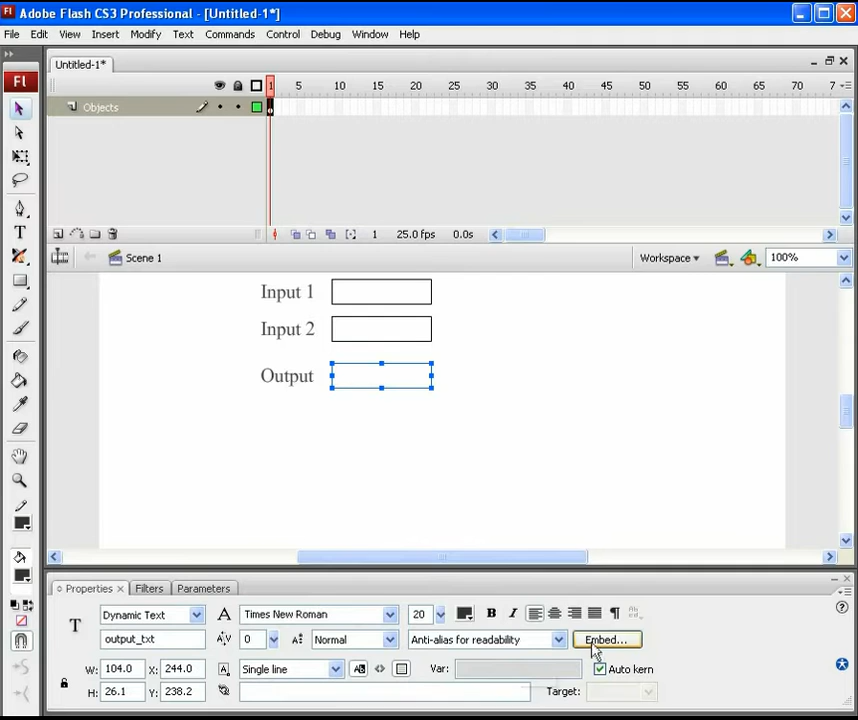 Fl Adobe Flash CS3 Professional - [Untitled-1*]
File Edit View Insert Modify Text Commands Control Debug Window Help
Fl
Untitled-1*
1 5 10 15 20 25 30 35 40 45 50 55 60 65 70 7
Objects
1 25.0 fps 0.0s
Scene 1 Workspace 100%
Input 1
Input 2
Output
Properties × Filters Parameters
T Dynamic Text A Times New Roman 20 B I ¶
output_txt A/V 0 Normal Anti-alias for readability Embed...
W: 104.0 X: 244.0 Single line AB <> Var: Auto kern
H: 26.1 Y: 238.2 Target: